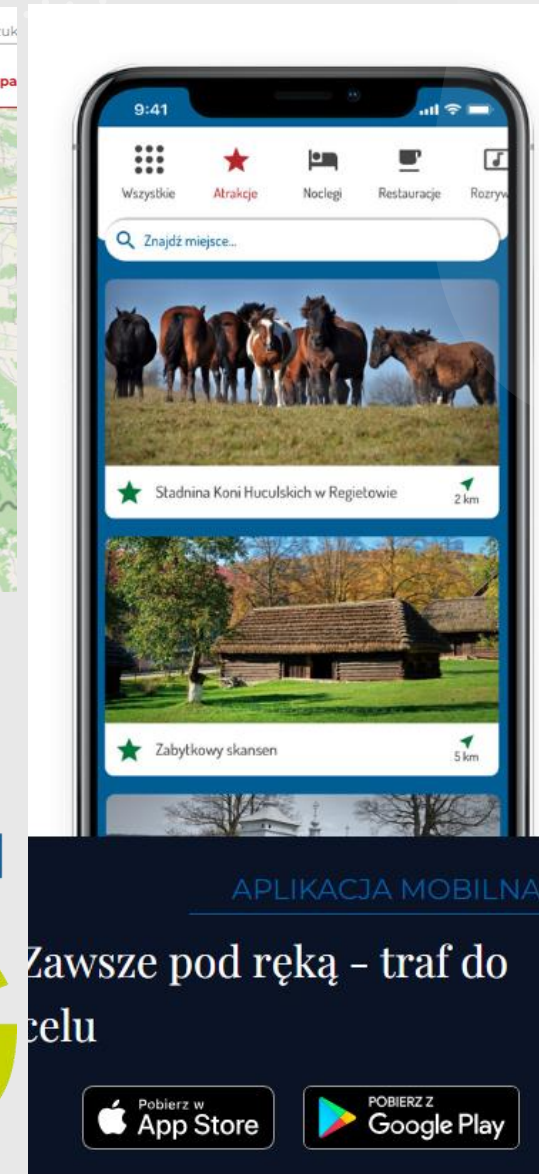 9:41
Wszystkie Atrakcje Noclegi Restauracje Rozryw
Znajdź miejsce...
Stadnina Koni Huculskich w Regietowie
2 km
Zabytkowy skansen
5 km
APLIKACJA MOBILNA
Zawsze pod ręką - traf do
celu
Pobierz w
App Store
POBIERZ Z
Google Play